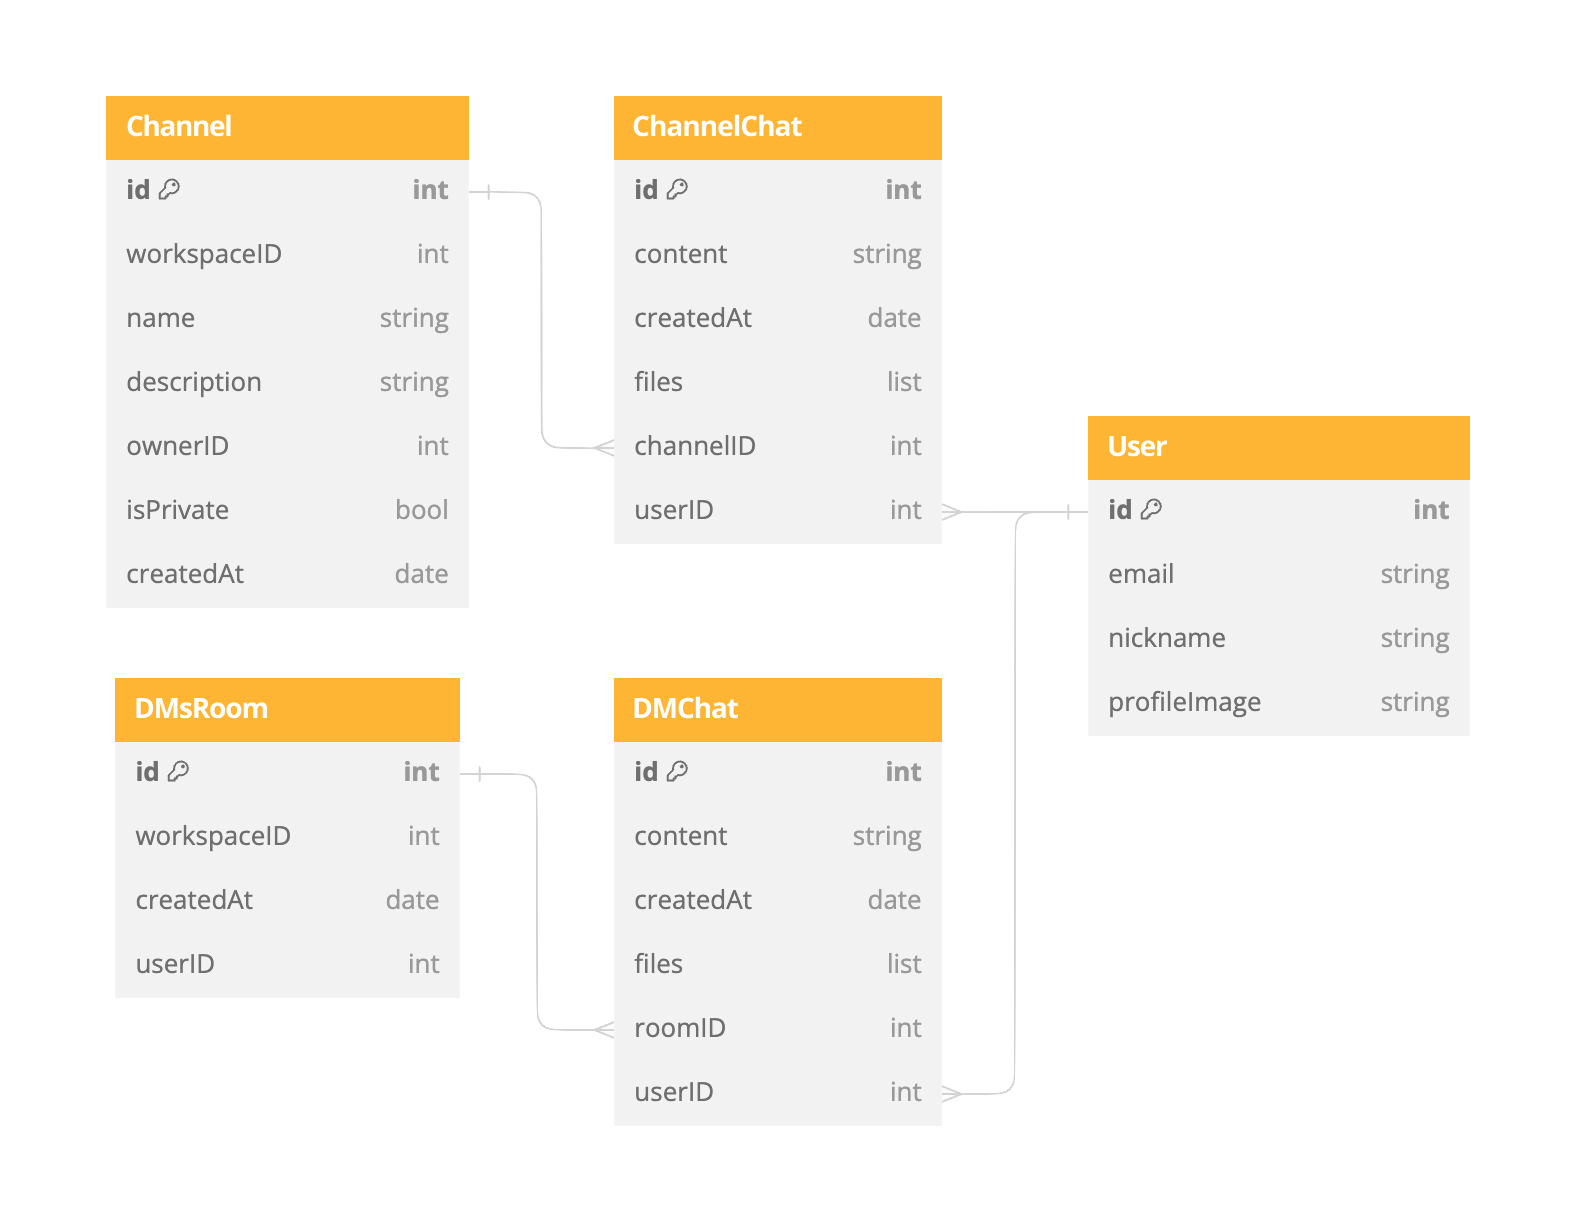 Channel
id int
workspaceID int
name string
description string
ownerID int
isPrivate bool
createdAt date
ChannelChat
id int
content string
createdAt date
files list
channelID int
userID int
User
id int
email string
nickname string
profileImage string
DMsRoom
id int
workspaceID int
createdAt date
userID int
DMChat
id int
content string
createdAt date
files list
roomID int
userID int